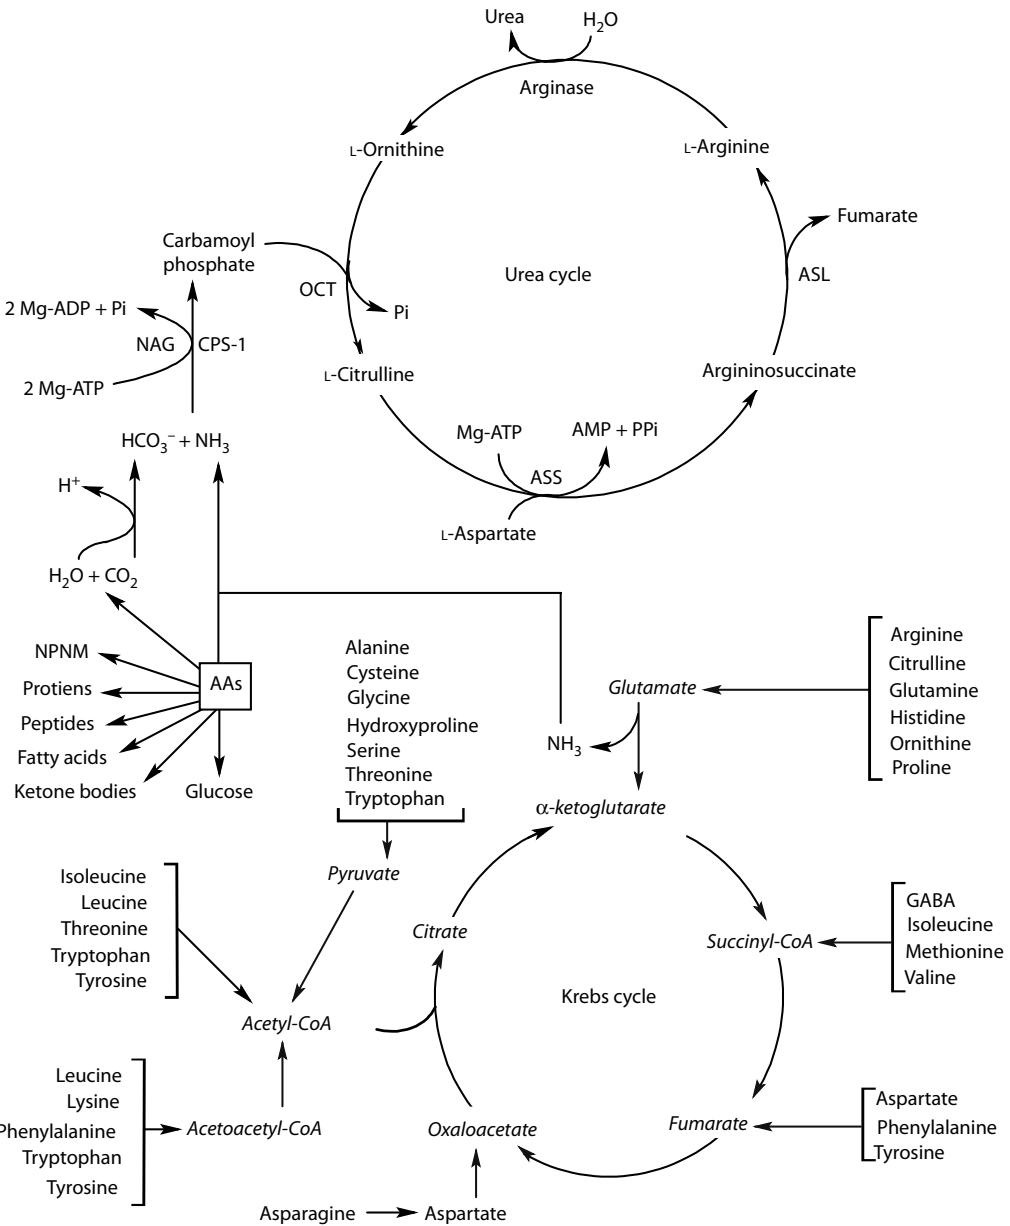 Urea
H₂O
Arginase
L-Ornithine
L-Arginine
Fumarate
Carbamoyl
phosphate
Urea cycle
ASL
OCT
Pi
2 Mg-ADP + Pi
NAG
CPS-1
L-Citrulline
Argininosuccinate
2 Mg-ATP
Mg-ATP
AMP + PPi
HCO₃⁻ + NH₃
ASS
H⁺
L-Aspartate
H₂O + CO₂
NPNM
AAs
Protiens
Peptides
Fatty acids
Ketone bodies
Glucose
Alanine
Cysteine
Glycine
Hydroxyproline
Serine
Threonine
Tryptophan
Glutamate
NH₃
Arginine
Citrulline
Glutamine
Histidine
Ornithine
Proline
α-ketoglutarate
Pyruvate
Isoleucine
Leucine
Threonine
Tryptophan
Tyrosine
Citrate
Succinyl-CoA
GABA
Isoleucine
Methionine
Valine
Krebs cycle
Acetyl-CoA
Leucine
Lysine
Phenylalanine
Tryptophan
Tyrosine
Acetoacetyl-CoA
Oxaloacetate
Fumarate
Aspartate
Phenylalanine
Tyrosine
Asparagine
Aspartate